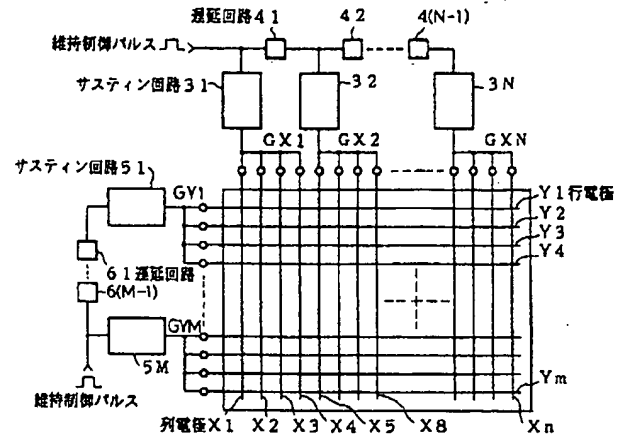 遅延回路41 42 4(N-1)
維持制御パルス
サスティン回路31 32 3N
GX1 GX2 GXN
サスティン回路51
GY1 Y1行電極
Y2
Y3
Y4
61遅延回路
6(M-1)
GYM
5M
Ym
維持制御パルス
列電極X1 X2 X3 X4 X5 X8 Xn